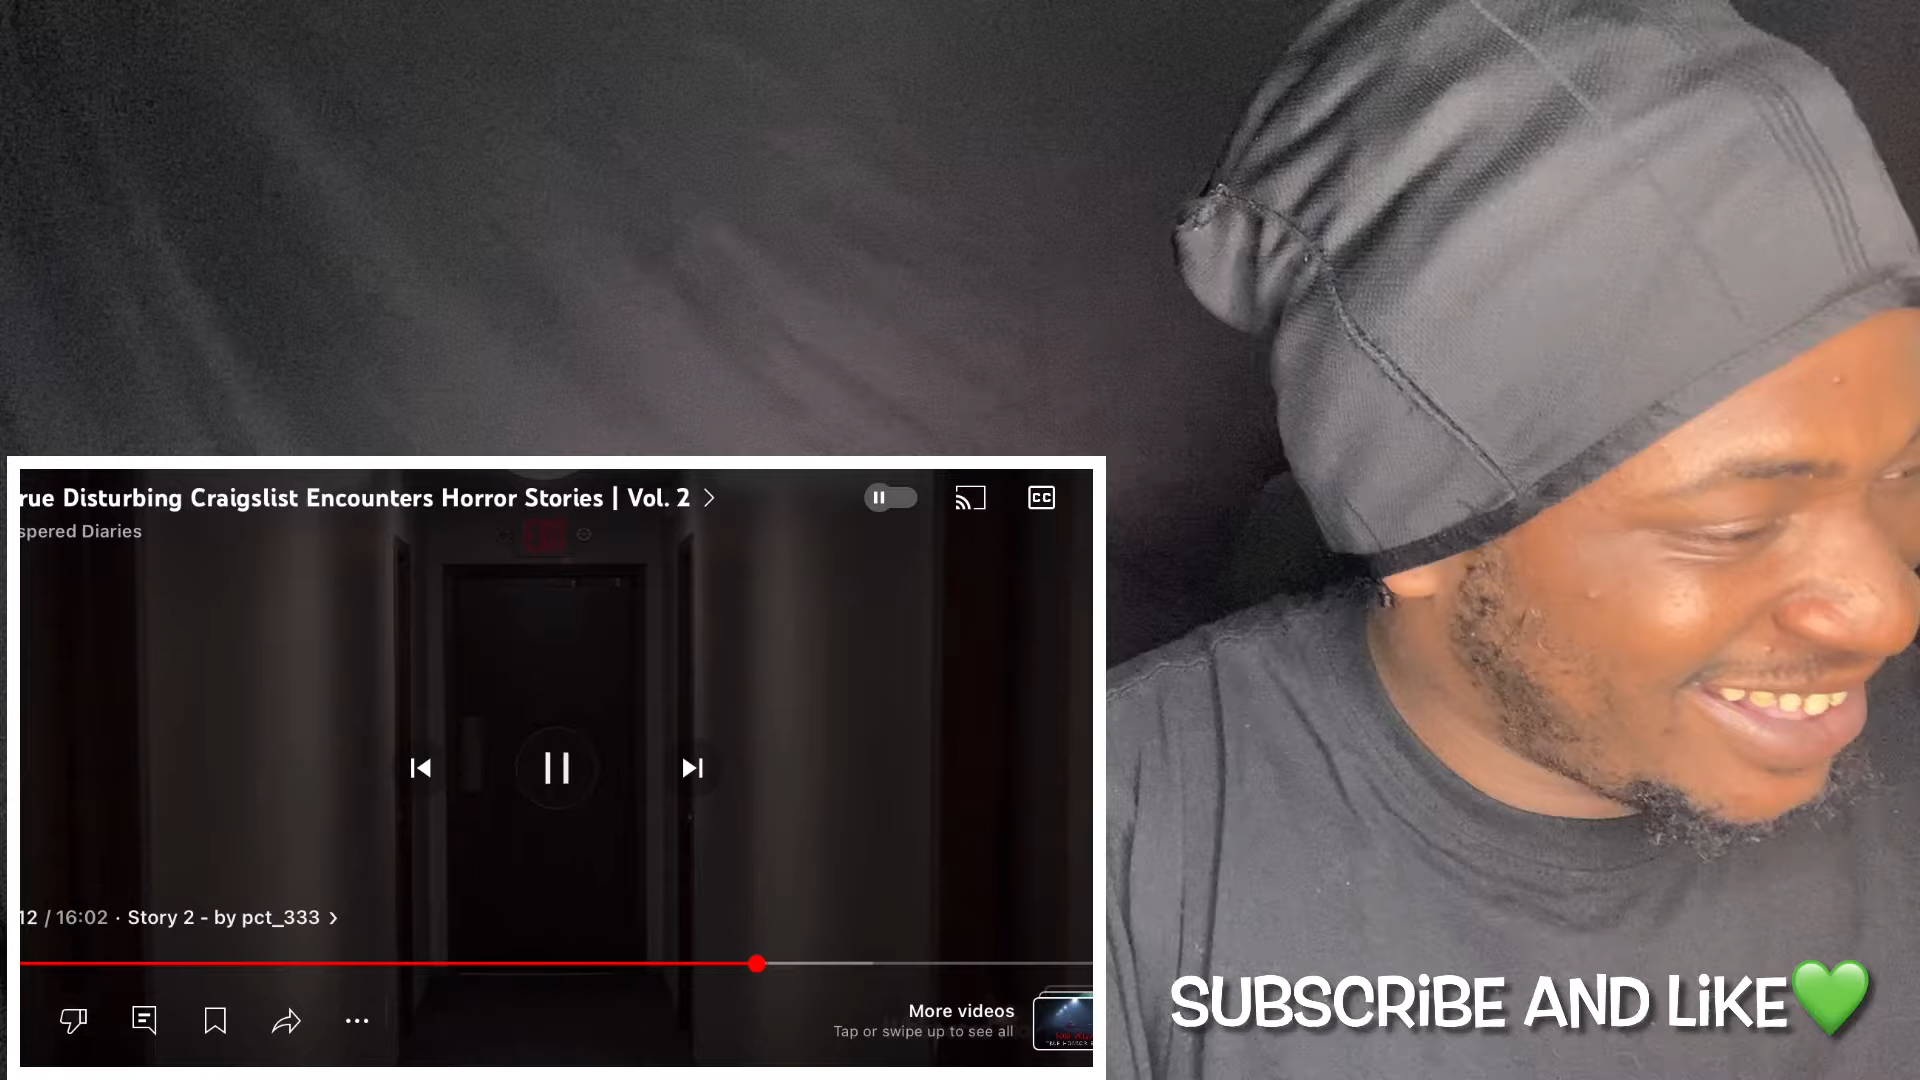 rue Disturbing Craigslist Encounters Horror Stories | Vol. 2
CC
spered Diaries
12 / 16:02 · Story 2 - by pct_333
More videos
Tap or swipe up to see all
SUBSCRiBE AND LiKE